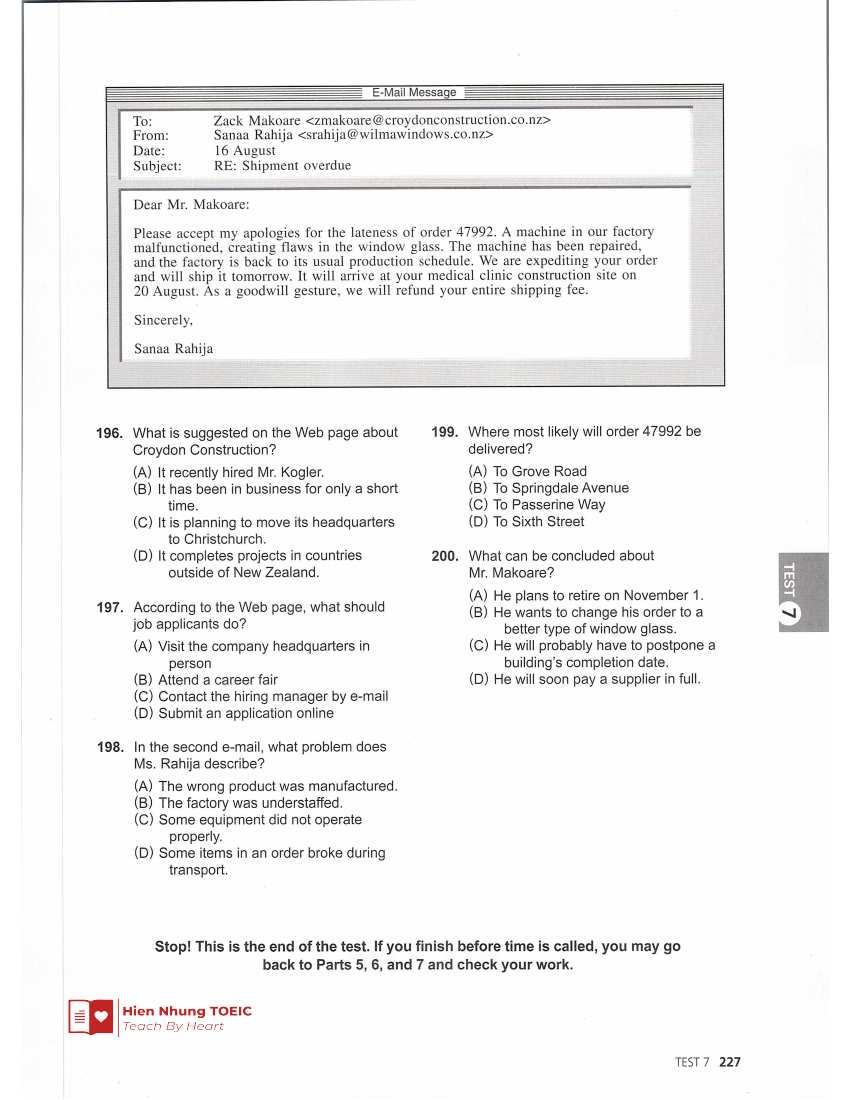 E-Mail Message
To: Zack Makoare <zmakoare@croydonconstruction.co.nz>
From: Sanaa Rahija <srahija@wilmawindows.co.nz>
Date: 16 August
Subject: RE: Shipment overdue
Dear Mr. Makoare:
Please accept my apologies for the lateness of order 47992. A machine in our factory
malfunctioned, creating flaws in the window glass. The machine has been repaired,
and the factory is back to its usual production schedule. We are expediting your order
and will ship it tomorrow. It will arrive at your medical clinic construction site on
20 August. As a goodwill gesture, we will refund your entire shipping fee.
Sincerely,
Sanaa Rahija
196. What is suggested on the Web page about
Croydon Construction?
(A) It recently hired Mr. Kogler.
(B) It has been in business for only a short
time.
(C) It is planning to move its headquarters
to Christchurch.
(D) It completes projects in countries
outside of New Zealand.
197. According to the Web page, what should
job applicants do?
(A) Visit the company headquarters in
person
(B) Attend a career fair
(C) Contact the hiring manager by e-mail
(D) Submit an application online
198. In the second e-mail, what problem does
Ms. Rahija describe?
(A) The wrong product was manufactured.
(B) The factory was understaffed.
(C) Some equipment did not operate
properly.
(D) Some items in an order broke during
transport.
199. Where most likely will order 47992 be
delivered?
(A) To Grove Road
(B) To Springdale Avenue
(C) To Passerine Way
(D) To Sixth Street
200. What can be concluded about
Mr. Makoare?
(A) He plans to retire on November 1.
(B) He wants to change his order to a
better type of window glass.
(C) He will probably have to postpone a
building's completion date.
(D) He will soon pay a supplier in full.
TEST 7
Stop! This is the end of the test. If you finish before time is called, you may go
back to Parts 5, 6, and 7 and check your work.
Hien Nhung TOEIC
Teach By Heart
TEST 7 227